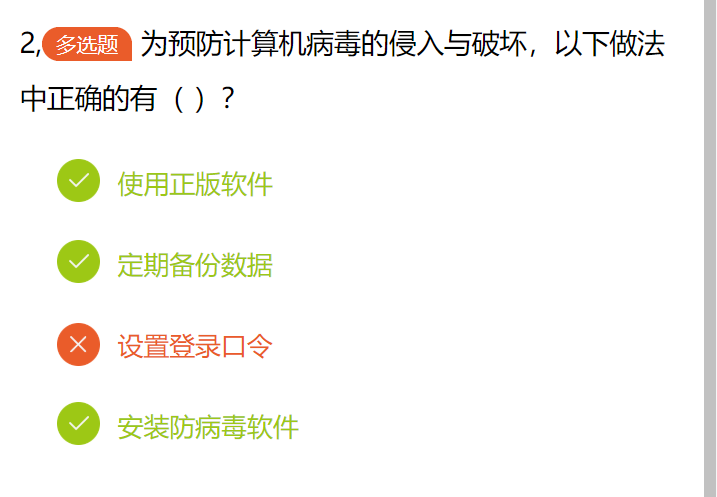 2,多选题 为预防计算机病毒的侵入与破坏，以下做法
中正确的有（ ）？
使用正版软件
定期备份数据
设置登录口令
安装防病毒软件